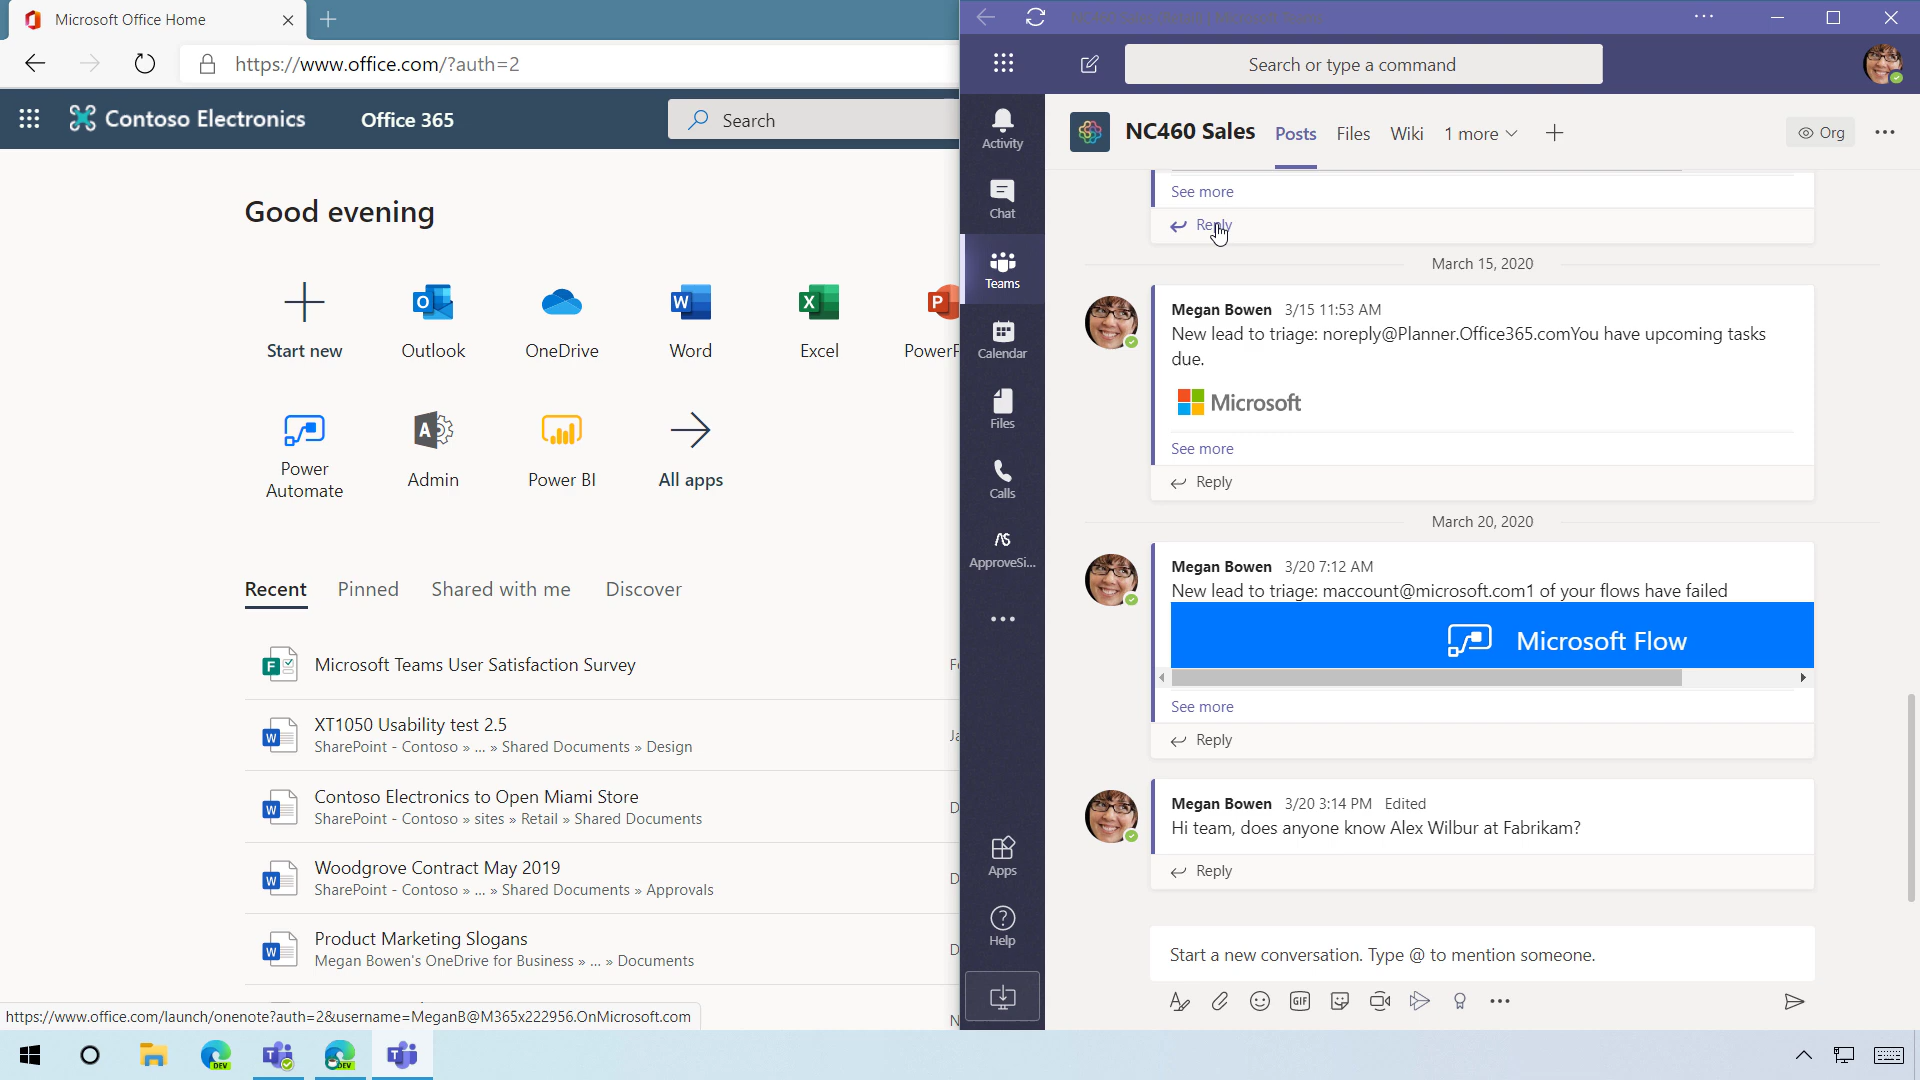 Microsoft Office Home
https://www.office.com/?auth=2
Contoso Electronics
Office 365
Search
Good evening
Start new
Outlook
OneDrive
Word
Excel
PowerP
Power
Automate
Admin
Power BI
All apps
Recent
Pinned
Shared with me
Discover
Microsoft Teams User Satisfaction Survey
XT1050 Usability test 2.5
SharePoint - Contoso » ... » Shared Documents » Design
Contoso Electronics to Open Miami Store
SharePoint - Contoso » sites » Retail » Shared Documents
Woodgrove Contract May 2019
SharePoint - Contoso » ... » Shared Documents » Approvals
Product Marketing Slogans
Megan Bowen's OneDrive for Business » ... » Documents
https://www.office.com/launch/onenote?auth=2&username=MeganB@M365x222956.OnMicrosoft.com
Search or type a command
Activity
Chat
Teams
Calendar
Files
Calls
ApproveSi...
Apps
Help
NC460 Sales
Posts
Files
Wiki
1 more
Org
See more
Reply
March 15, 2020
Megan Bowen 3/15 11:53 AM
New lead to triage: noreply@Planner.Office365.comYou have upcoming tasks
due.
Microsoft
See more
Reply
March 20, 2020
Megan Bowen 3/20 7:12 AM
New lead to triage: maccount@microsoft.com1 of your flows have failed
Microsoft Flow
See more
Reply
Megan Bowen 3/20 3:14 PM Edited
Hi team, does anyone know Alex Wilbur at Fabrikam?
Reply
Start a new conversation. Type @ to mention someone.
GIF
DEV
DEV